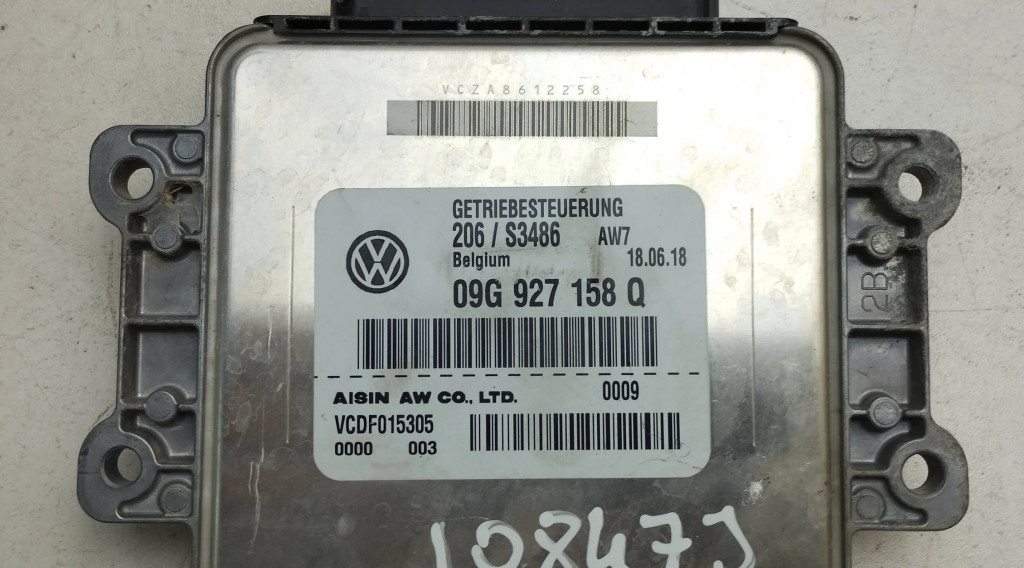 VCZA8612258
GETRIEBESTEUERUNG
206 / S3486 AW7
Belgium 18.06.18
09G 927 158 Q
AISIN AW CO., LTD. 0009
VCDF015305
0000 003
2B